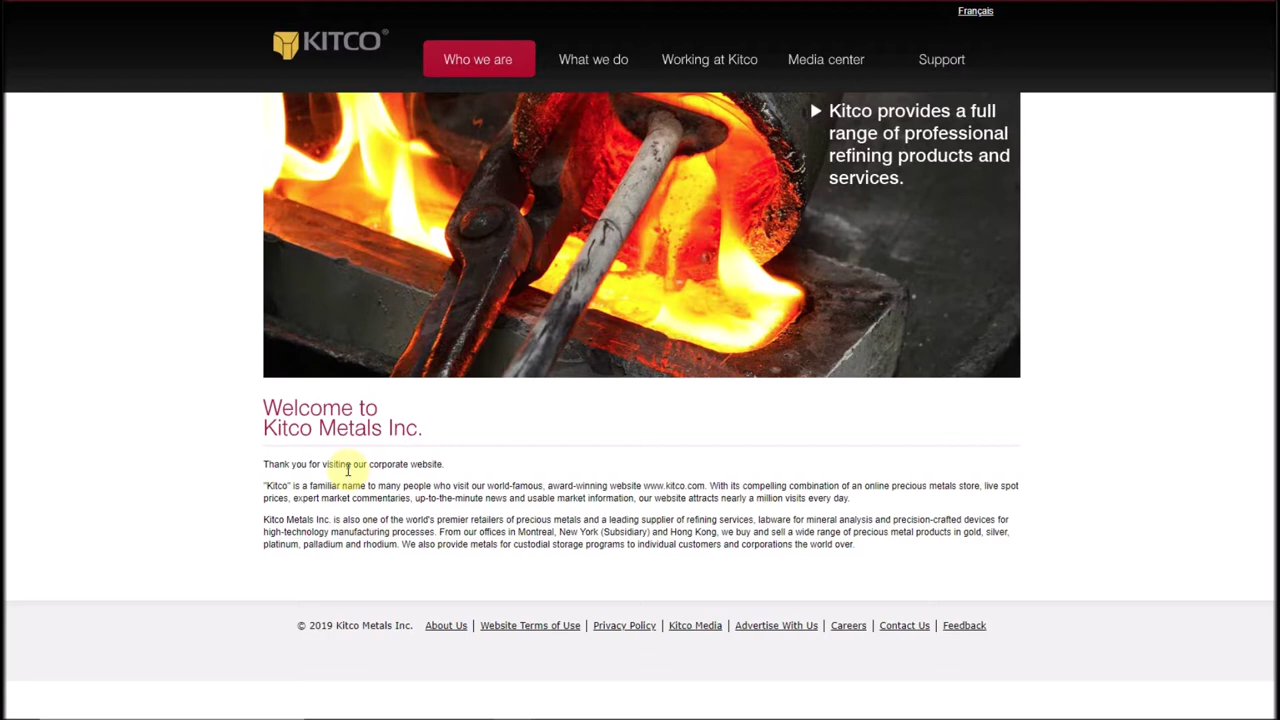 Français
KITCO®
Who we are What we do Working at Kitco Media center Support
Kitco provides a full
range of professional
refining products and
services.
Welcome to
Kitco Metals Inc.
Thank you for visiting our corporate website.
"Kitco" is a familiar name to many people who visit our world-famous, award-winning website www.kitco.com. With its compelling combination of an online precious metals store, live spot
prices, expert market commentaries, up-to-the-minute news and usable market information, our website attracts nearly a million visits every day.
Kitco Metals Inc. is also one of the world's premier retailers of precious metals and a leading supplier of refining services, labware for mineral analysis and precision-crafted devices for
high-technology manufacturing processes. From our offices in Montreal, New York (Subsidiary) and Hong Kong, we buy and sell a wide range of precious metal products in gold, silver,
platinum, palladium and rhodium. We also provide metals for custodial storage programs to individual customers and corporations the world over.
© 2019 Kitco Metals Inc. About Us | Website Terms of Use | Privacy Policy | Kitco Media | Advertise With Us | Careers | Contact Us | Feedback